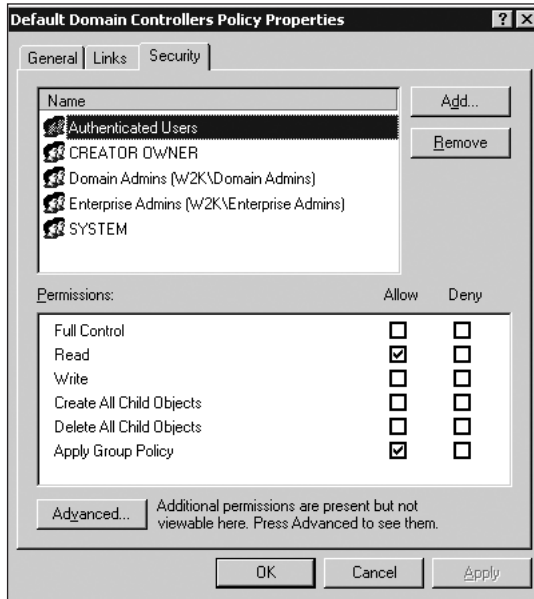 Default Domain Controllers Policy Properties
General Links Security
Name
Add...
Authenticated Users
Remove
CREATOR OWNER
Domain Admins (W2K\Domain Admins)
Enterprise Admins (W2K\Enterprise Admins)
SYSTEM
Permissions: Allow Deny
Full Control
Read
Write
Create All Child Objects
Delete All Child Objects
Apply Group Policy
Advanced...
Additional permissions are present but not
viewable here. Press Advanced to see them.
OK Cancel Apply